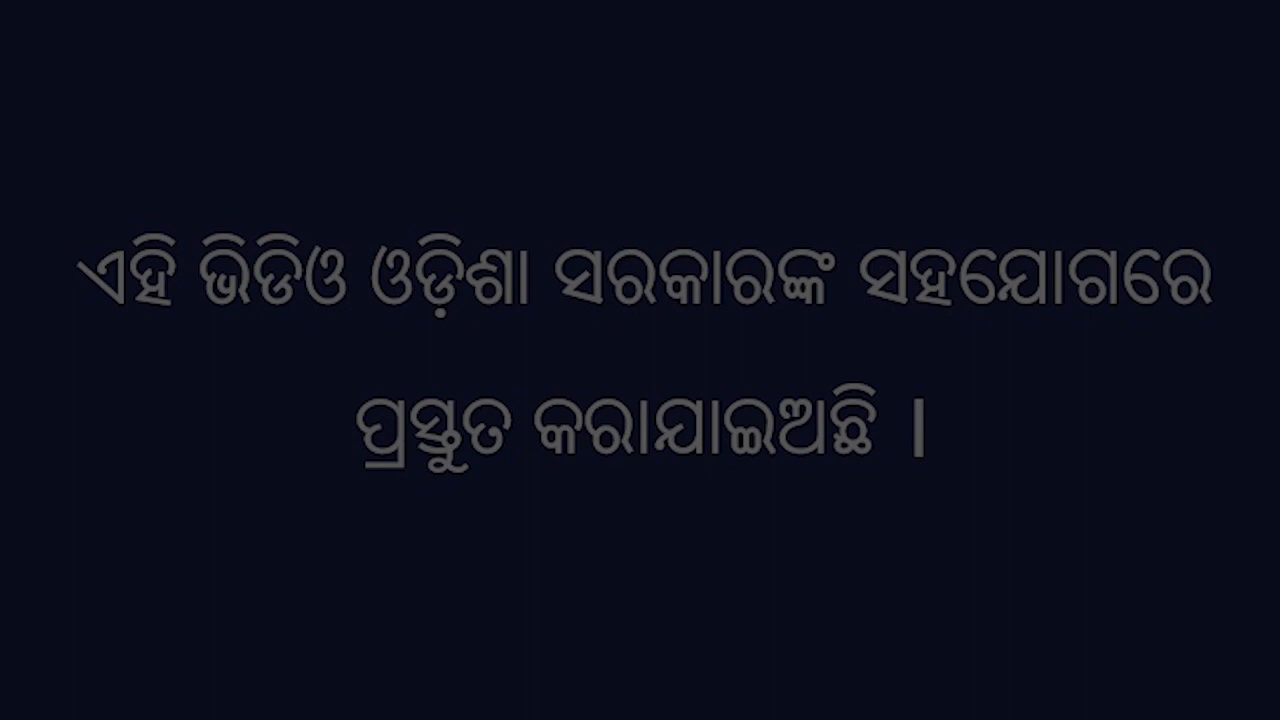 ଏହି ଭିଡିଓ ଓଡ଼ିଶା ସରକାରଙ୍କ ସହଯୋଗରେ
ପ୍ରସ୍ତୁତ କରାଯାଇଅଛି ।